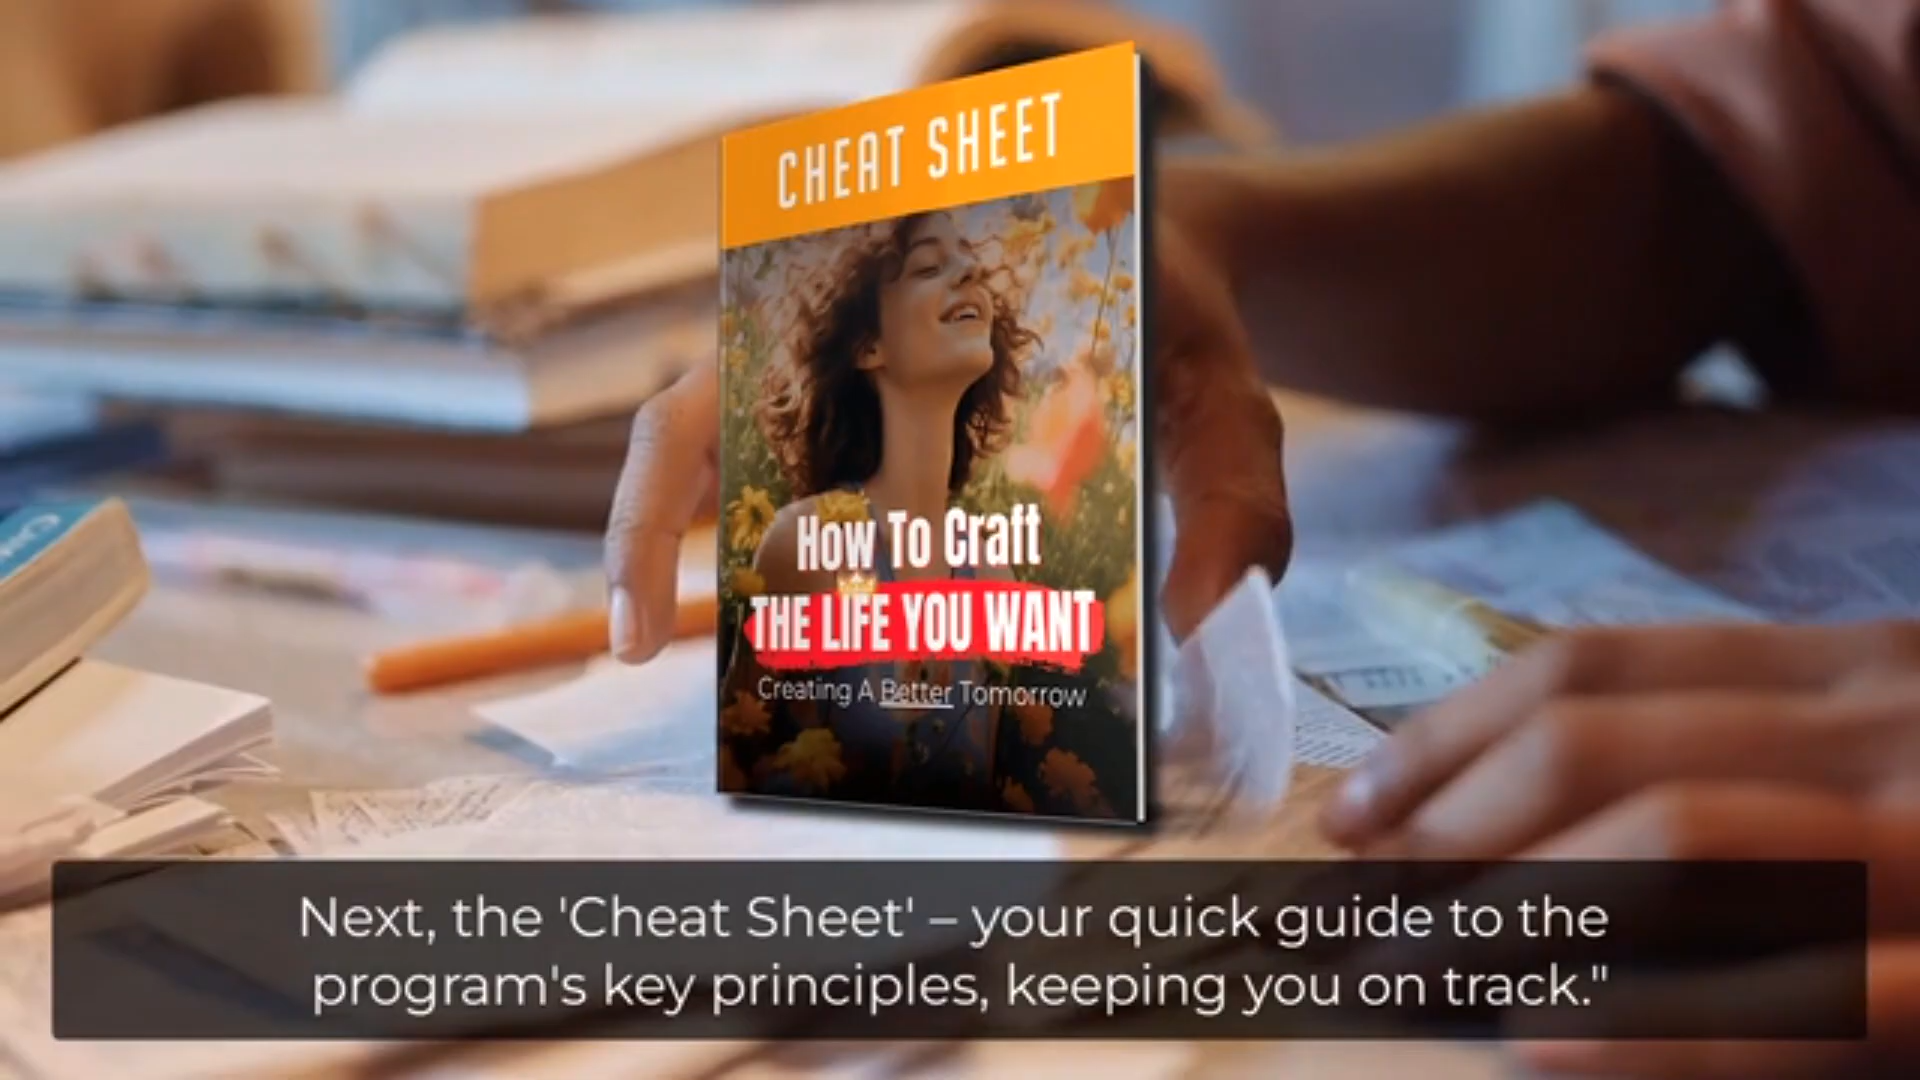 CHEAT SHEET
How To Craft
THE LIFE YOU WANT
Creating A Better Tomorrow
Next, the 'Cheat Sheet' – your quick guide to the
program's key principles, keeping you on track."